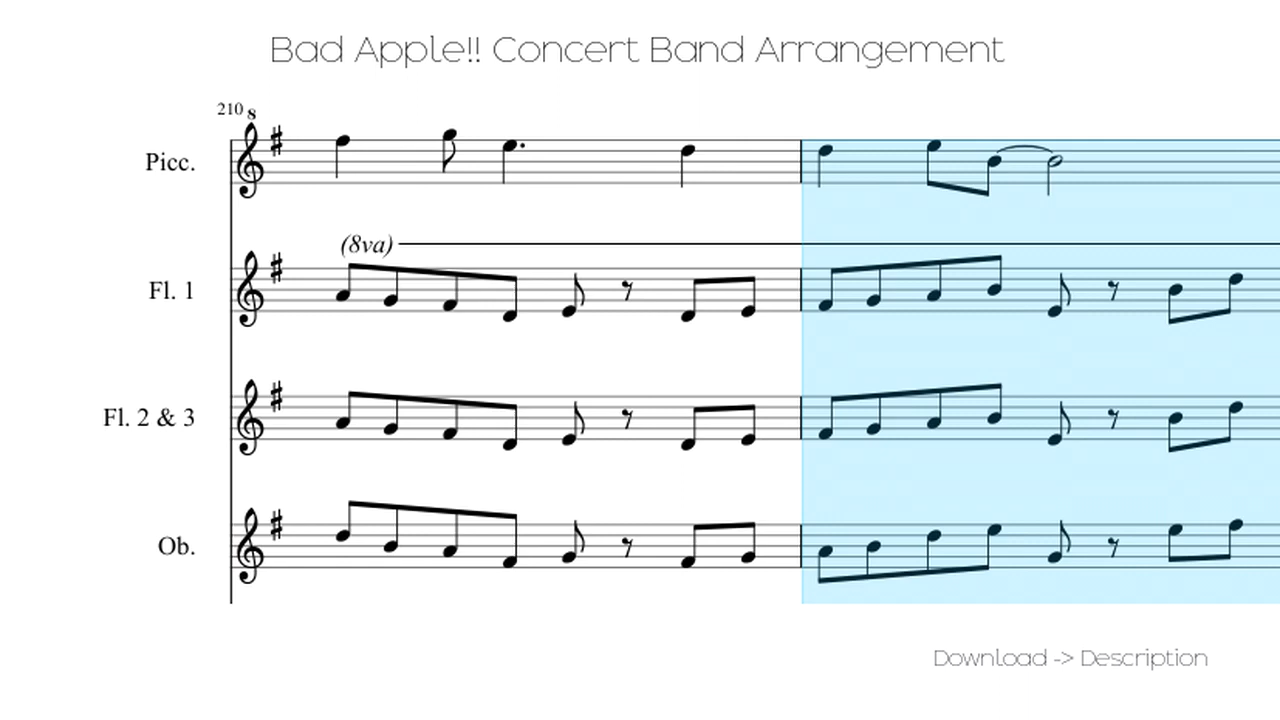 Bad Apple!! Concert Band Arrangement
210
8
Picc.
(8va)
Fl. 1
Fl. 2 & 3
Ob.
Download -> Description